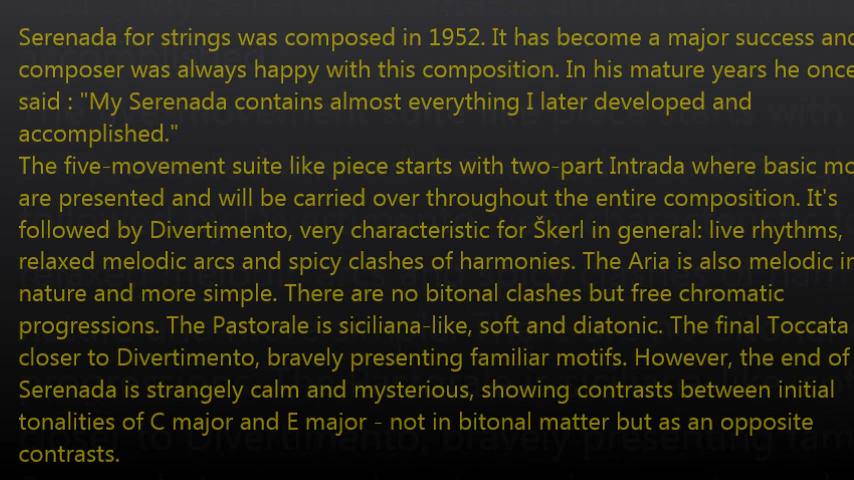 Serenada for strings was composed in 1952. It has become a major success and
composer was always happy with this composition. In his mature years he once
said : "My Serenada contains almost everything I later developed and
accomplished."
The five-movement suite like piece starts with two-part Intrada where basic
are presented and will be carried over throughout the entire composition. It's
followed by Divertimento, very characteristic for Škerl in general: live rhythms,
relaxed melodic arcs and spicy clashes of harmonies. The Aria is also melodic in
nature and more simple. There are no bitonal clashes but free chromatic
progressions. The Pastorale is siciliana-like, soft and diatonic. The final Toccata
closer to Divertimento, bravely presenting familiar motifs. However, the end of
Serenada is strangely calm and mysterious, showing contrasts between initial
tonalities of C major and E major - not in bitonal matter but as an opposite
contrasts.